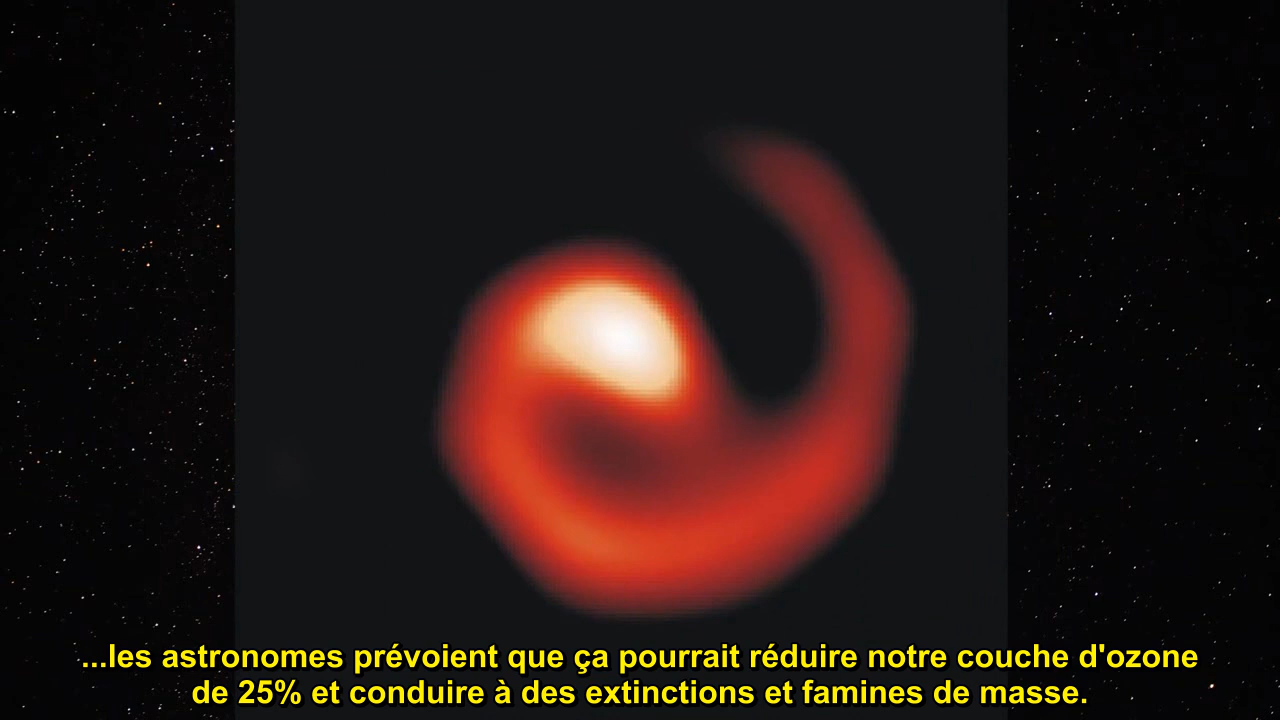 ...les astronomes prévoient que ça pourrait réduire notre couche d'ozone
de 25% et conduire à des extinctions et famines de masse.